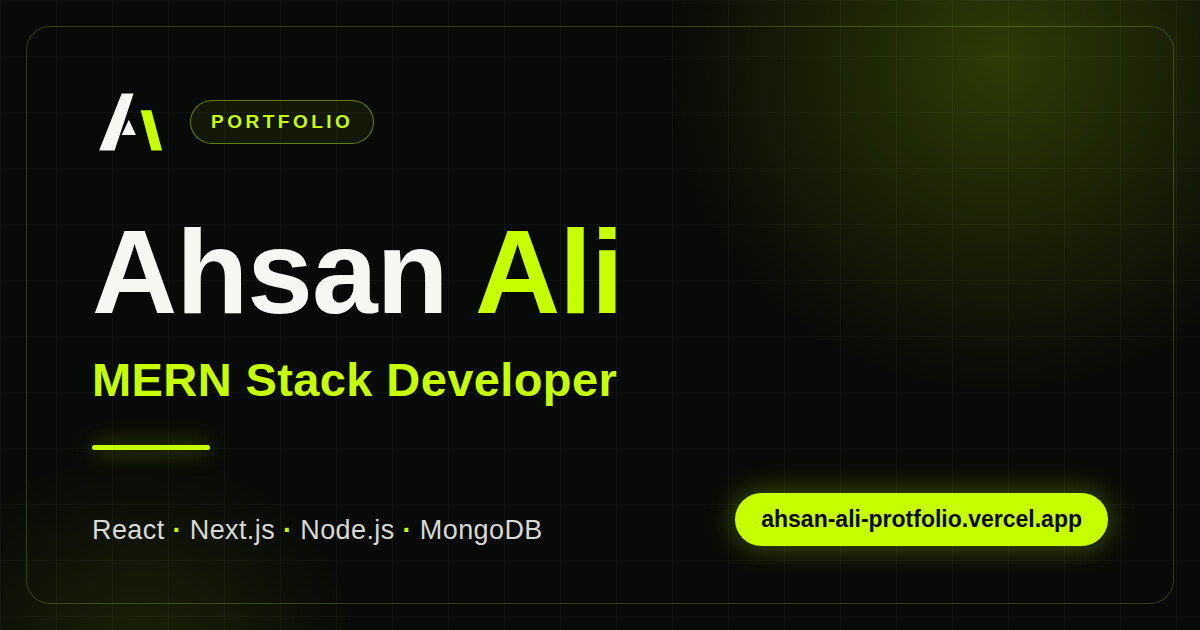 PORTFOLIO
Ahsan Ali
MERN Stack Developer
React · Next.js · Node.js · MongoDB
ahsan-ali-protfolio.vercel.app